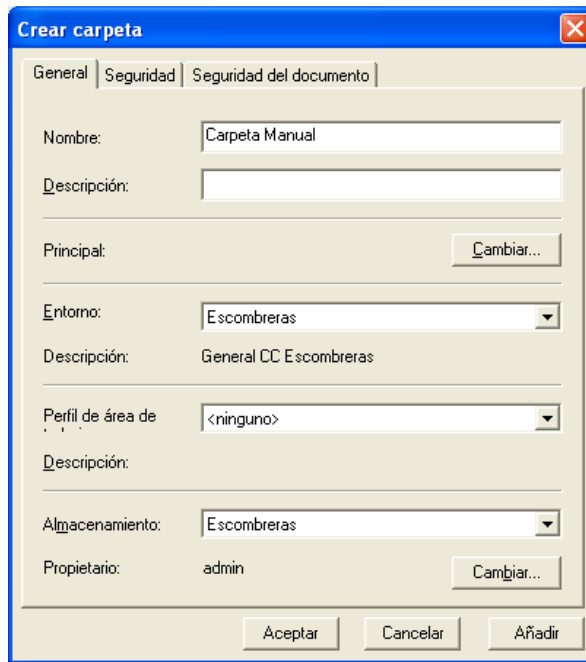 Crear carpeta
General Seguridad Seguridad del documento
Nombre: Carpeta Manual
Descripción:
Principal: Cambiar...
Entorno: Escombreras
Descripción: General CC Escombreras
Perfil de área de <ninguno>
Descripción:
Almacenamiento: Escombreras
Propietario: admin Cambiar...
Aceptar Cancelar Añadir